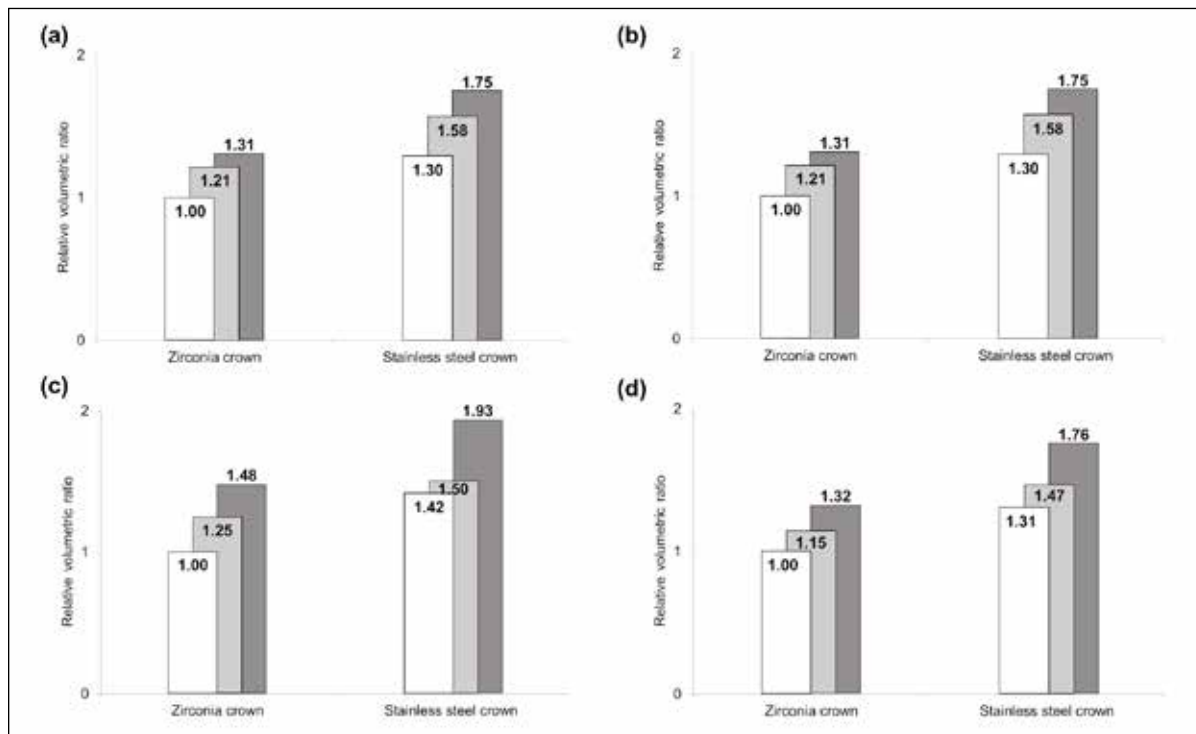 (a)
Relative volumetric ratio
2
1
0
1.00
1.21
1.31
1.30
1.58
1.75
Zirconia crown
Stainless steel crown
(b)
Relative volumetric ratio
2
1
0
1.00
1.21
1.31
1.30
1.58
1.75
Zirconia crown
Stainless steel crown
(c)
Relative volumetric ratio
2
1
0
1.00
1.25
1.48
1.42
1.50
1.93
Zirconia crown
Stainless steel crown
(d)
Relative volumetric ratio
2
1
0
1.00
1.15
1.32
1.31
1.47
1.76
Zirconia crown
Stainless steel crown